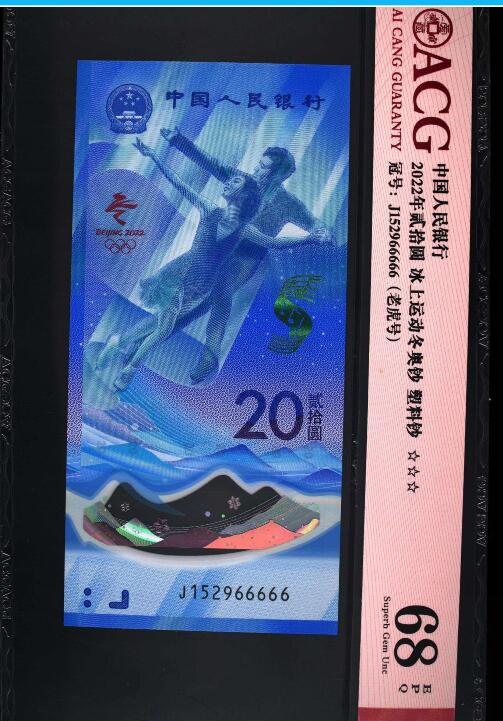 中国人民银行
BEIJING 2022
20
贰拾圆
J152966666
ACG
AI CANG GUARANTY
中国人民银行
2022年贰拾圆 冰上运动冬奥钞 塑料钞 ☆☆☆
冠号: J152966666 (老虎号)
68
EPQ
Superb Gem Unc